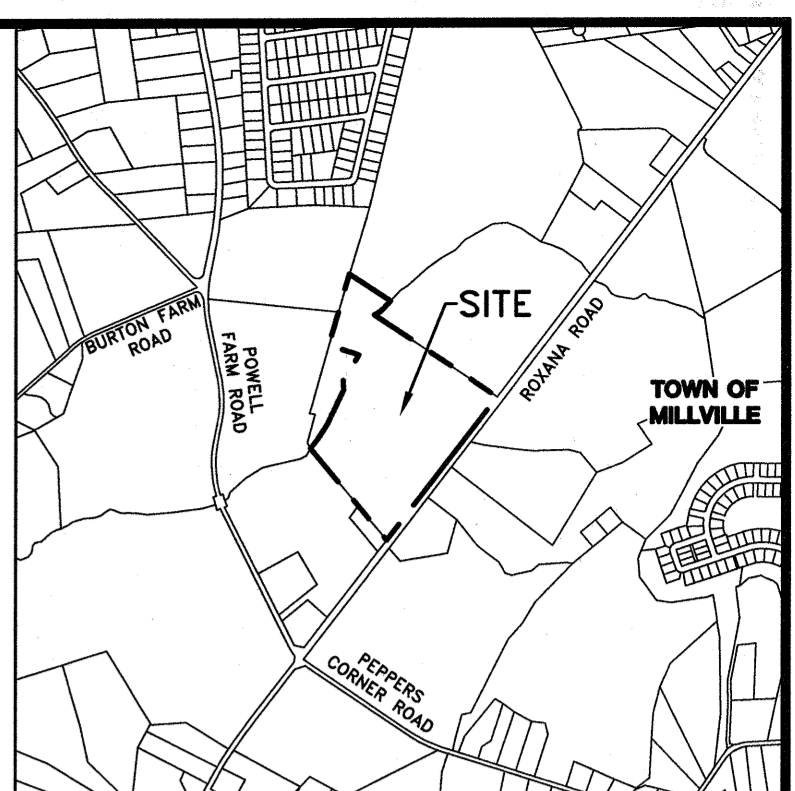 SITE
BURTON FARM
ROAD
POWELL
FARM ROAD
ROXANA ROAD
TOWN OF
MILLVILLE
PEPPERS
CORNER ROAD